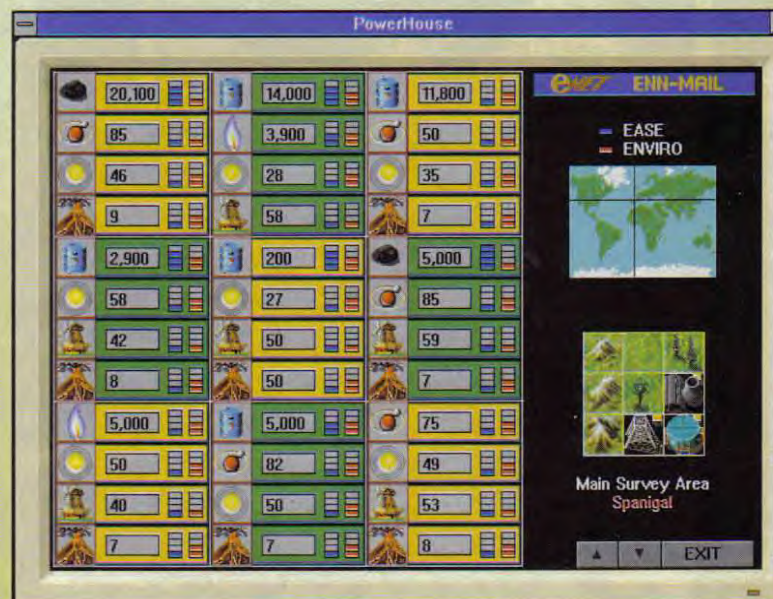 PowerHouse
20,100 14,000 11,800
ENN-MAIL
85 3,900 50
EASE
ENVIRO
46 28 35
9 58 7
2,900 200 5,000
58 27 85
42 50 59
8 50 7
5,000 5,000 75
50 82 49
40 50 53
7 7 8
Main Survey Area
Spanigal
EXIT